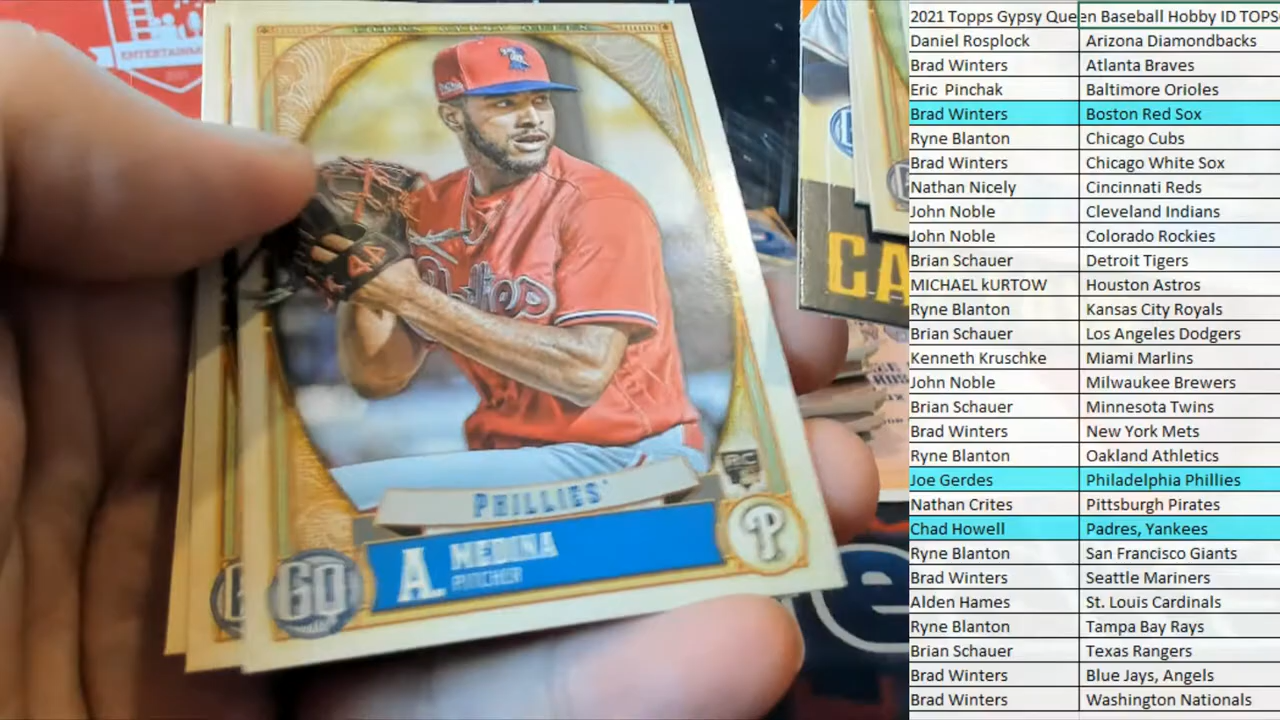 ENTERTAINM
Phillies
44
PHILLIES
RC
A. MEDINA
PITCHER
GQ
P
CA
2021 Topps Gypsy Queen Baseball Hobby ID TOPS
Daniel Rosplock Arizona Diamondbacks
Brad Winters Atlanta Braves
Eric Pinchak Baltimore Orioles
Brad Winters Boston Red Sox
Ryne Blanton Chicago Cubs
Brad Winters Chicago White Sox
Nathan Nicely Cincinnati Reds
John Noble Cleveland Indians
John Noble Colorado Rockies
Brian Schauer Detroit Tigers
MICHAEL kURTOW Houston Astros
Ryne Blanton Kansas City Royals
Brian Schauer Los Angeles Dodgers
Kenneth Kruschke Miami Marlins
John Noble Milwaukee Brewers
Brian Schauer Minnesota Twins
Brad Winters New York Mets
Ryne Blanton Oakland Athletics
Joe Gerdes Philadelphia Phillies
Nathan Crites Pittsburgh Pirates
Chad Howell Padres, Yankees
Ryne Blanton San Francisco Giants
Brad Winters Seattle Mariners
Alden Hames St. Louis Cardinals
Ryne Blanton Tampa Bay Rays
Brian Schauer Texas Rangers
Brad Winters Blue Jays, Angels
Brad Winters Washington Nationals